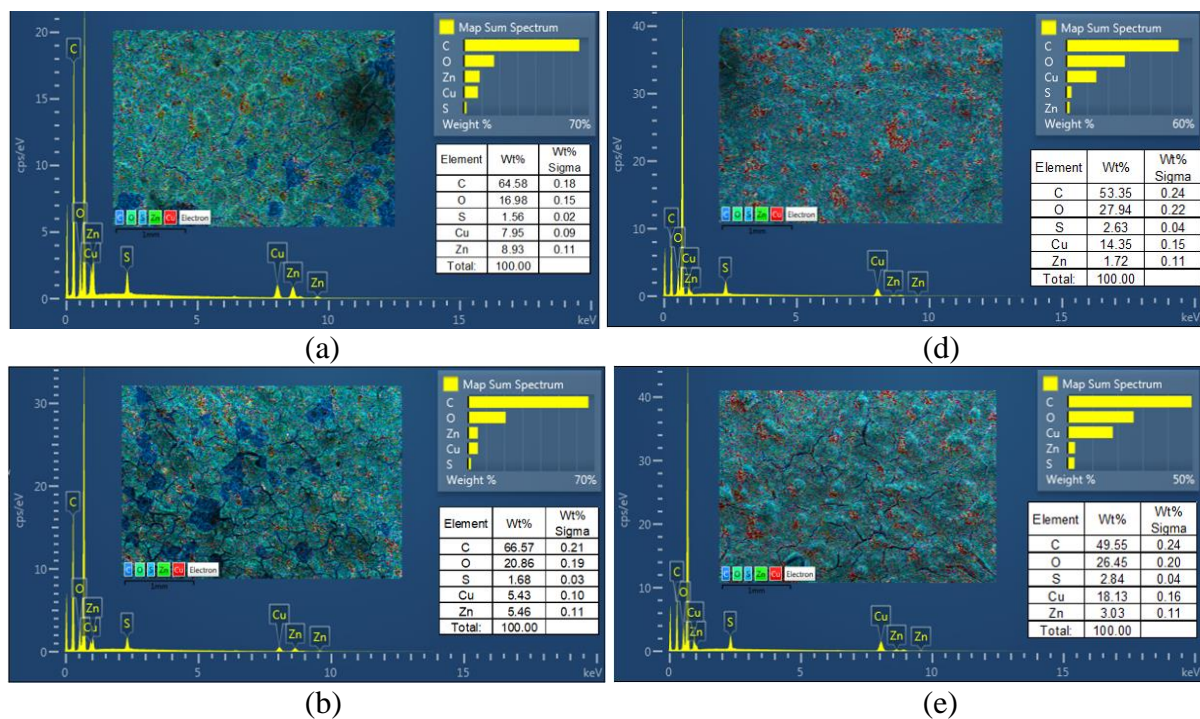 Map Sum Spectrum
C
O
Zn
Cu
S
Weight % 70%
Element Wt% Wt% Sigma
C 64.58 0.18
O 16.98 0.15
S 1.56 0.02
Cu 7.95 0.09
Zn 8.93 0.11
Total: 100.00
20
15
10
5
0
cps/eV
C
O
Zn
Cu
S
Cu
Zn
Zn
C O S Zn Cu Electron
1mm
0 5 10 15 keV
(a)
Map Sum Spectrum
C
O
Cu
S
Zn
Weight % 60%
Element Wt% Wt% Sigma
C 53.35 0.24
O 27.94 0.22
S 2.63 0.04
Cu 14.35 0.15
Zn 1.72 0.11
Total: 100.00
40
30
20
10
0
cps/eV
C
O
Cu
Zn
S
Cu
Zn
Zn
C O S Zn Cu Electron
1mm
0 5 10 15 keV
(d)
Map Sum Spectrum
C
O
Zn
Cu
S
Weight % 70%
Element Wt% Wt% Sigma
C 66.57 0.21
O 20.86 0.19
S 1.68 0.03
Cu 5.43 0.10
Zn 5.46 0.11
Total: 100.00
30
20
10
0
cps/eV
C
O
Zn
Cu
S
Cu
Zn
Zn
C O S Zn Cu Electron
1mm
0 5 10 15 keV
(b)
Map Sum Spectrum
C
O
Cu
Zn
S
Weight % 50%
Element Wt% Wt% Sigma
C 49.55 0.24
O 26.45 0.20
S 2.84 0.04
Cu 18.13 0.16
Zn 3.03 0.11
Total: 100.00
40
30
20
10
0
cps/eV
C
O
Cu
Zn
S
Cu
Zn
Zn
C O S Zn Cu Electron
1mm
0 5 10 15 keV
(e)